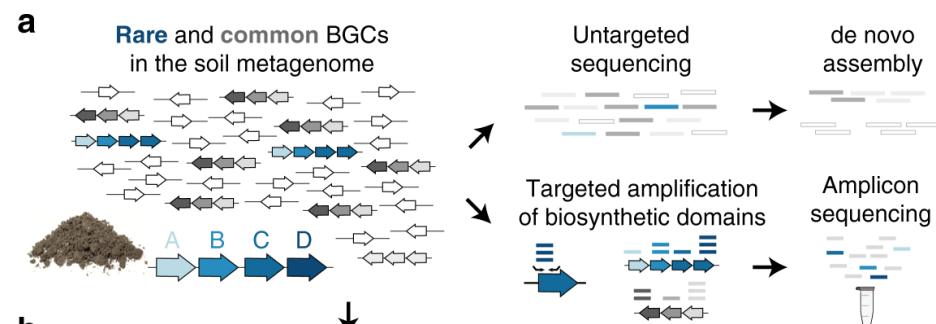 a
Rare and common BGCs
in the soil metagenome
Untargeted
sequencing
de novo
assembly
Targeted amplification
of biosynthetic domains
Amplicon
sequencing
A B C D